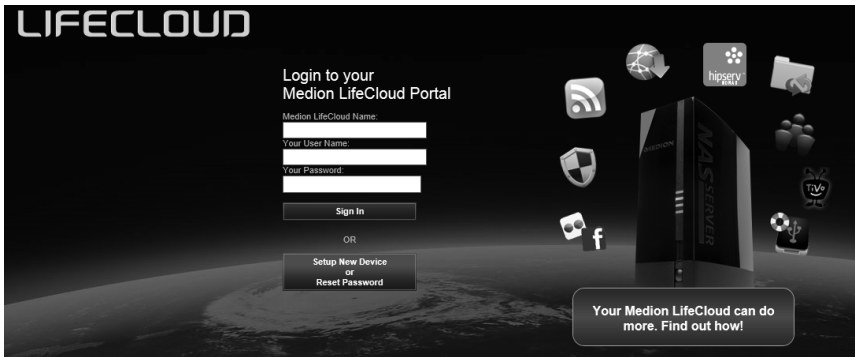 LIFECLOUD
Login to your
Medion LifeCloud Portal
Medion LifeCloud Name:
Your User Name:
Your Password:
Sign In
OR
Setup New Device
or
Reset Password
hipserv
MEDION
NAS SERVER
TiVo
f
Your Medion LifeCloud can do
more. Find out how!